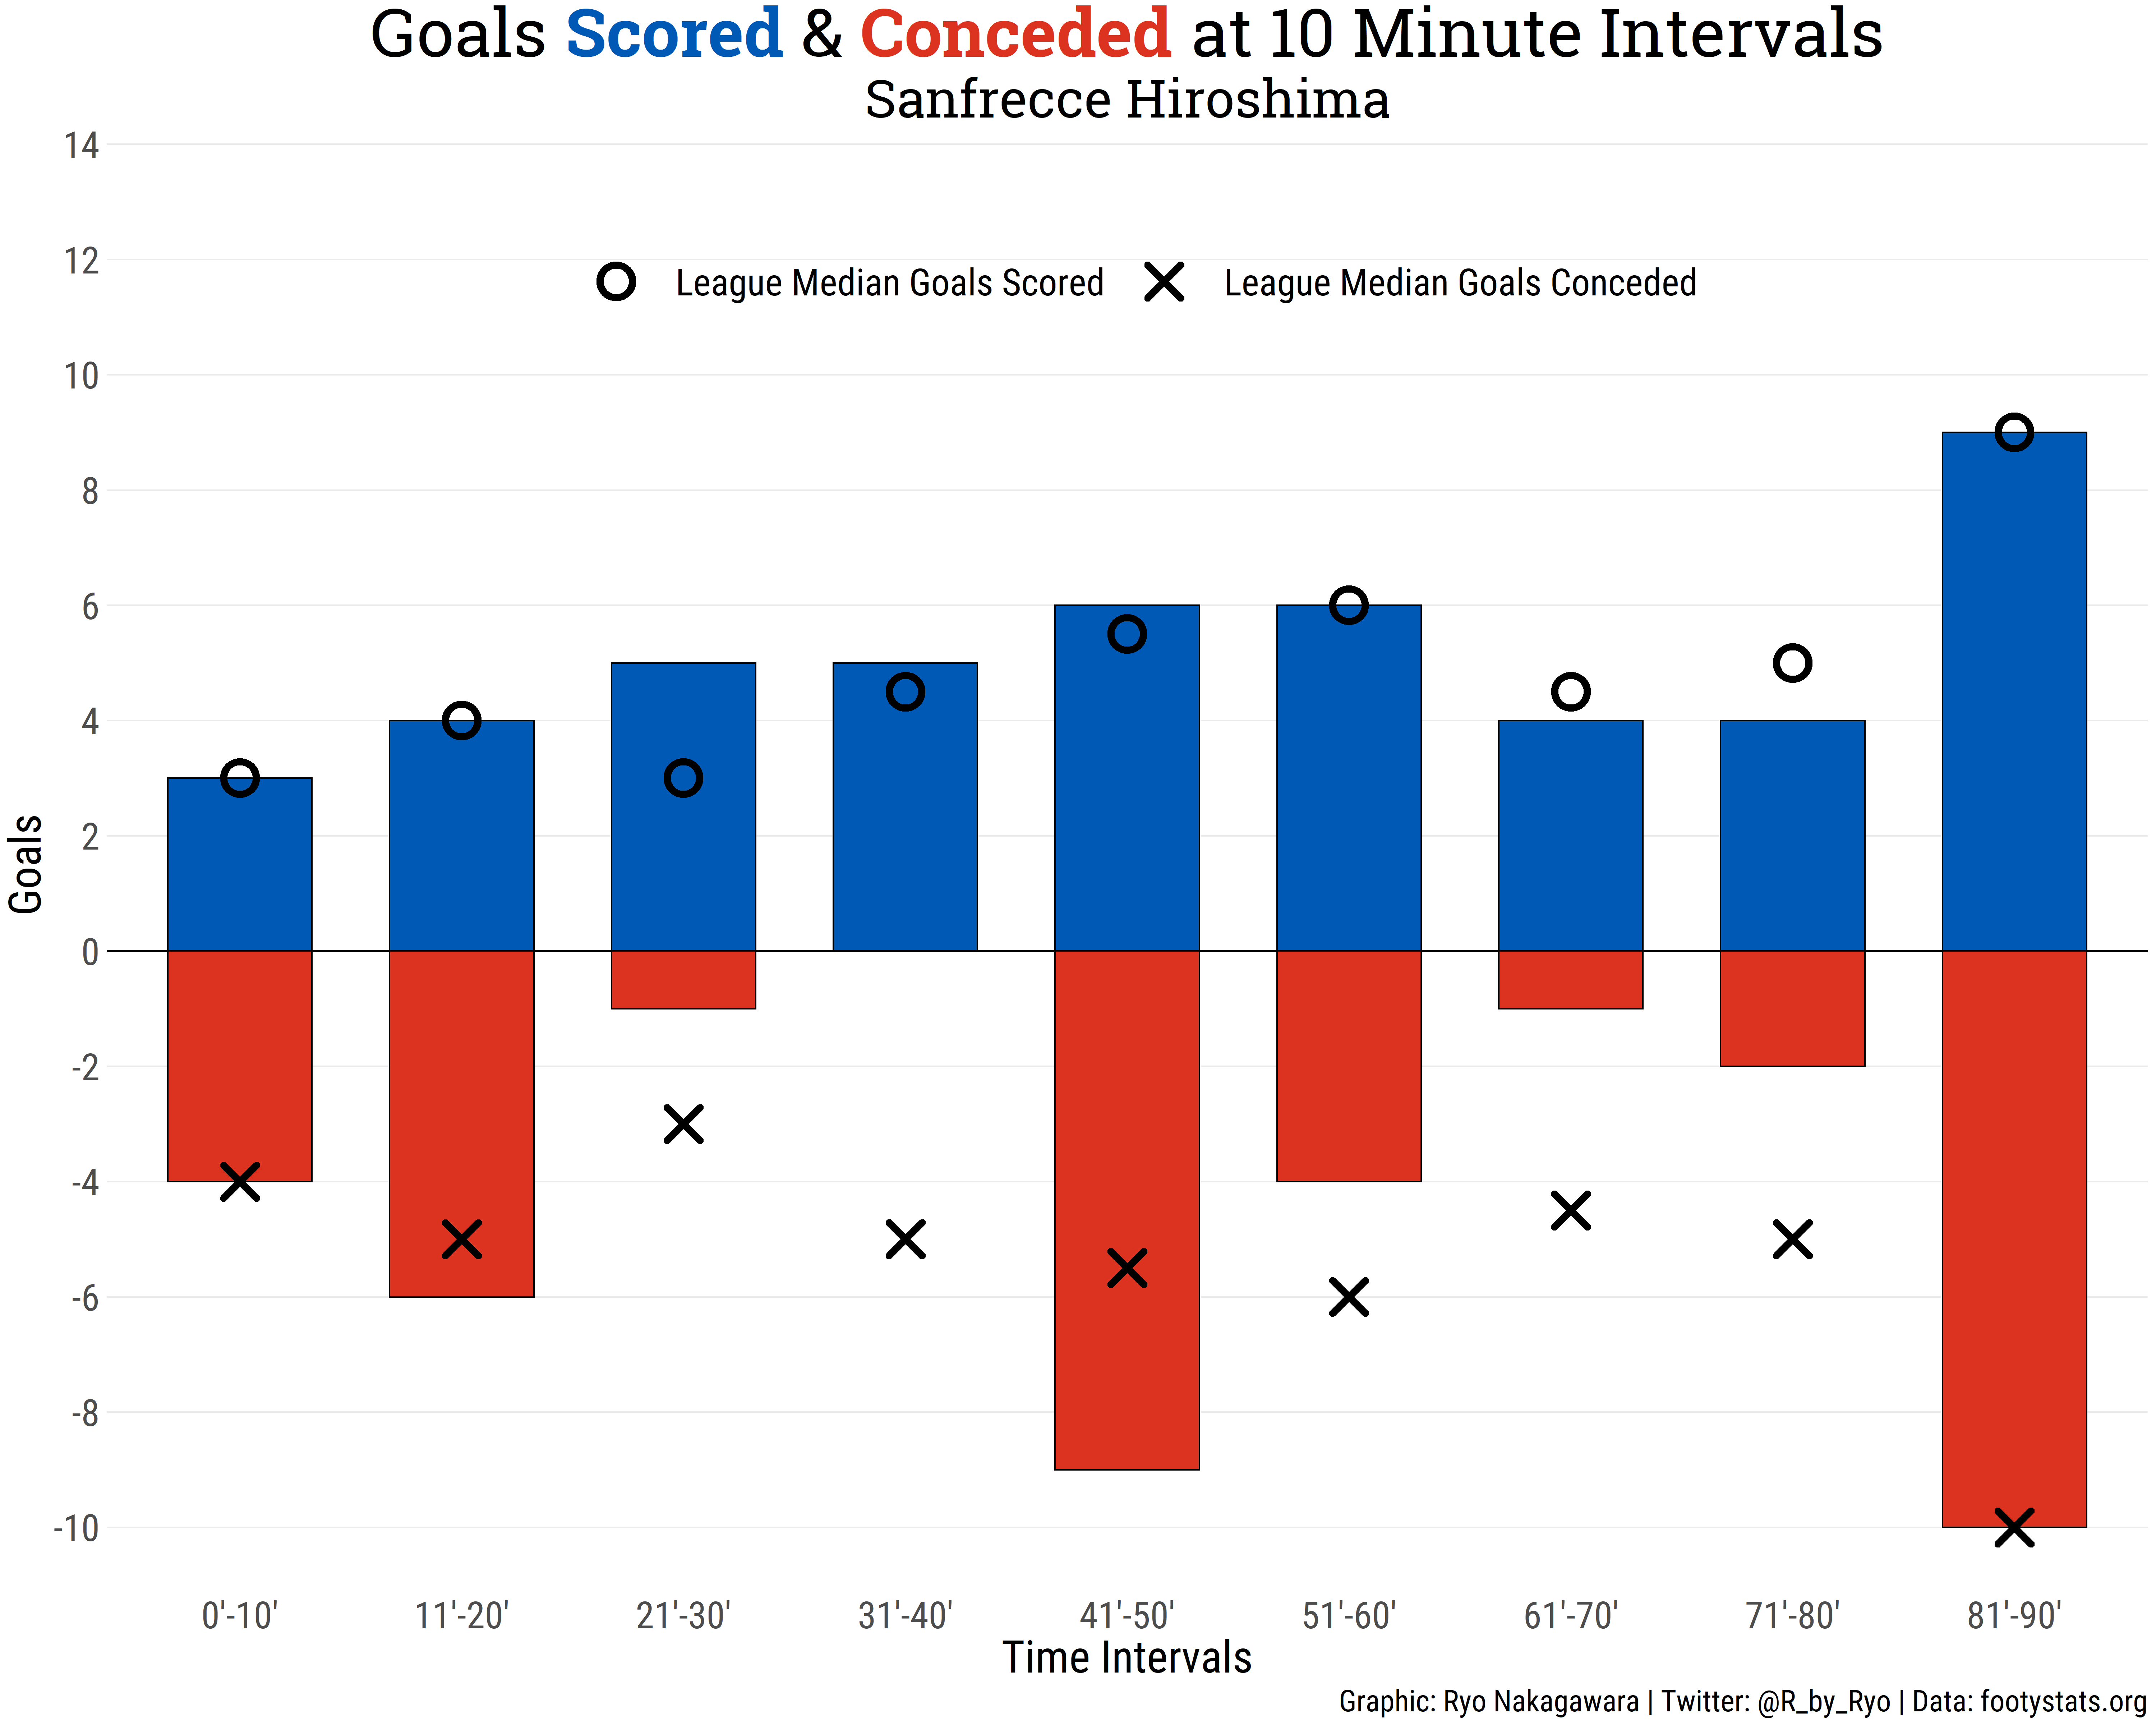 Goals Scored & Conceded at 10 Minute Intervals
Sanfrecce Hiroshima
14
12
League Median Goals Scored League Median Goals Conceded
10
8
6
4
2
Goals
0
-2
-4
-6
-8
-10
0'-10' 11'-20' 21'-30' 31'-40' 41'-50' 51'-60' 61'-70' 71'-80' 81'-90'
Time Intervals
Graphic: Ryo Nakagawara | Twitter: @R_by_Ryo | Data: footystats.org